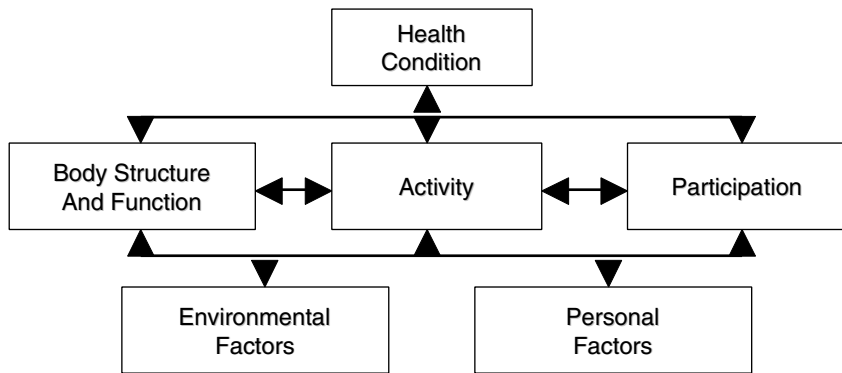 Health
Condition
Body Structure
And Function
Activity
Participation
Environmental
Factors
Personal
Factors